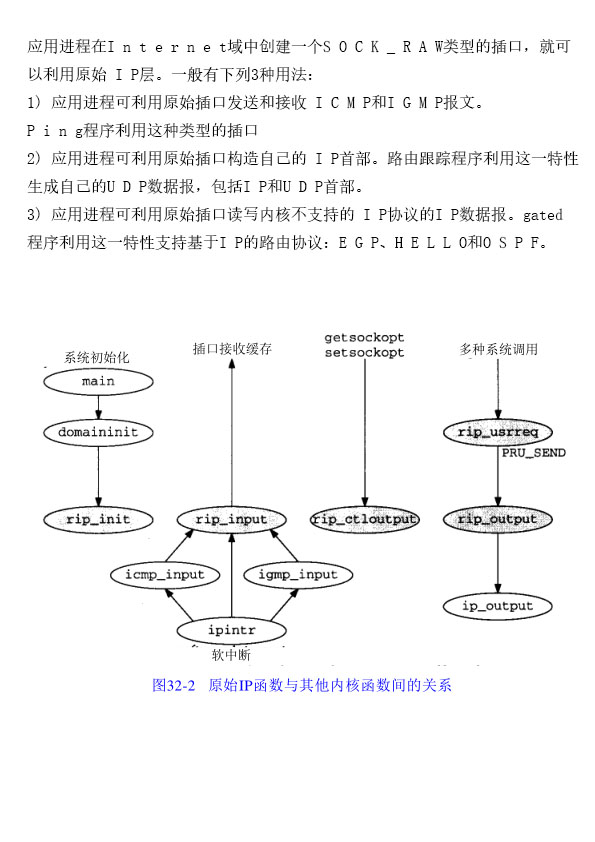 应用进程在I n t e r n e t域中创建一个S O C K _ R A W类型的插口，就可
以利用原始 I P层。一般有下列3种用法：
1) 应用进程可利用原始插口发送和接收 I C M P和I G M P报文。
P i n g程序利用这种类型的插口
2) 应用进程可利用原始插口构造自己的 I P首部。路由跟踪程序利用这一特性
生成自己的U D P数据报，包括I P和U D P首部。
3) 应用进程可利用原始插口读写内核不支持的 I P协议的I P数据报。gated
程序利用这一特性支持基于I P的路由协议：E G P、H E L L O和O S P F。
系统初始化
插口接收缓存
getsockopt
setsockopt
多种系统调用
main
domaininit
rip_usrreq
PRU_SEND
rip_init
rip_input
rip_ctloutput
rip_output
icmp_input
igmp_input
ip_output
ipintr
软中断
图32-2 原始IP函数与其他内核函数间的关系